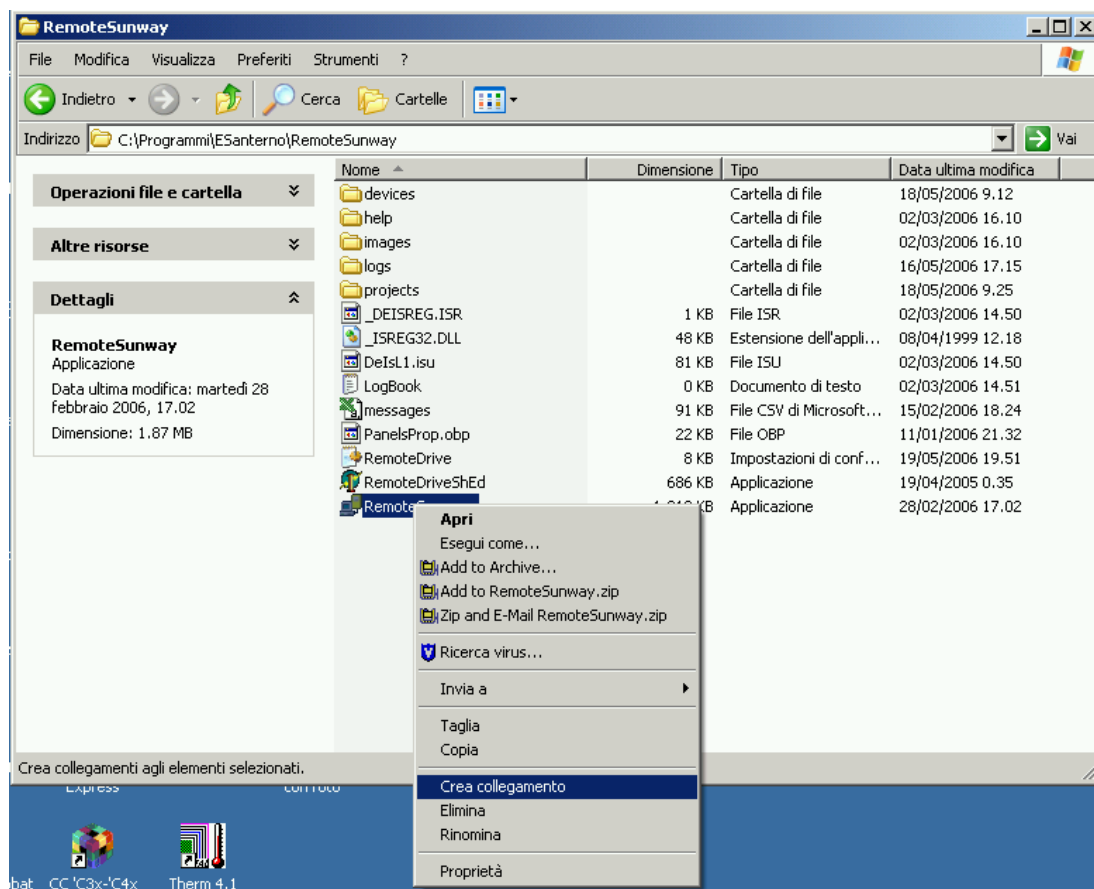 RemoteSunway
File Modifica Visualizza Preferiti Strumenti ?
Indietro Cerca Cartelle
Indirizzo C:\Programmi\ESanterno\RemoteSunway Vai
Operazioni file e cartella
Altre risorse
Dettagli
RemoteSunway
Applicazione
Data ultima modifica: martedì 28
febbraio 2006, 17.02
Dimensione: 1.87 MB
Nome Dimensione Tipo Data ultima modifica
devices Cartella di file 18/05/2006 9.12
help Cartella di file 02/03/2006 16.10
images Cartella di file 02/03/2006 16.10
logs Cartella di file 16/05/2006 17.15
projects Cartella di file 18/05/2006 9.25
_DEISREG.ISR 1 KB File ISR 02/03/2006 14.50
_ISREG32.DLL 48 KB Estensione dell'appli... 08/04/1999 12.18
DeIsL1.isu 81 KB File ISU 02/03/2006 14.50
LogBook 0 KB Documento di testo 02/03/2006 14.51
messages 91 KB File CSV di Microsoft... 15/02/2006 18.24
PanelsProp.obp 22 KB File OBP 11/01/2006 21.32
RemoteDrive 8 KB Impostazioni di conf... 19/05/2006 19.51
RemoteDriveShEd 686 KB Applicazione 19/04/2005 0.35
Remote KB Applicazione 28/02/2006 17.02
Apri
Esegui come...
Add to Archive...
Add to RemoteSunway.zip
Zip and E-Mail RemoteSunway.zip
Ricerca virus...
Invia a
Taglia
Copia
Crea collegamento
Elimina
Rinomina
Proprietà
Crea collegamenti agli elementi selezionati.
Express con foto
bat CC 'C3x-'C4x Therm 4.1